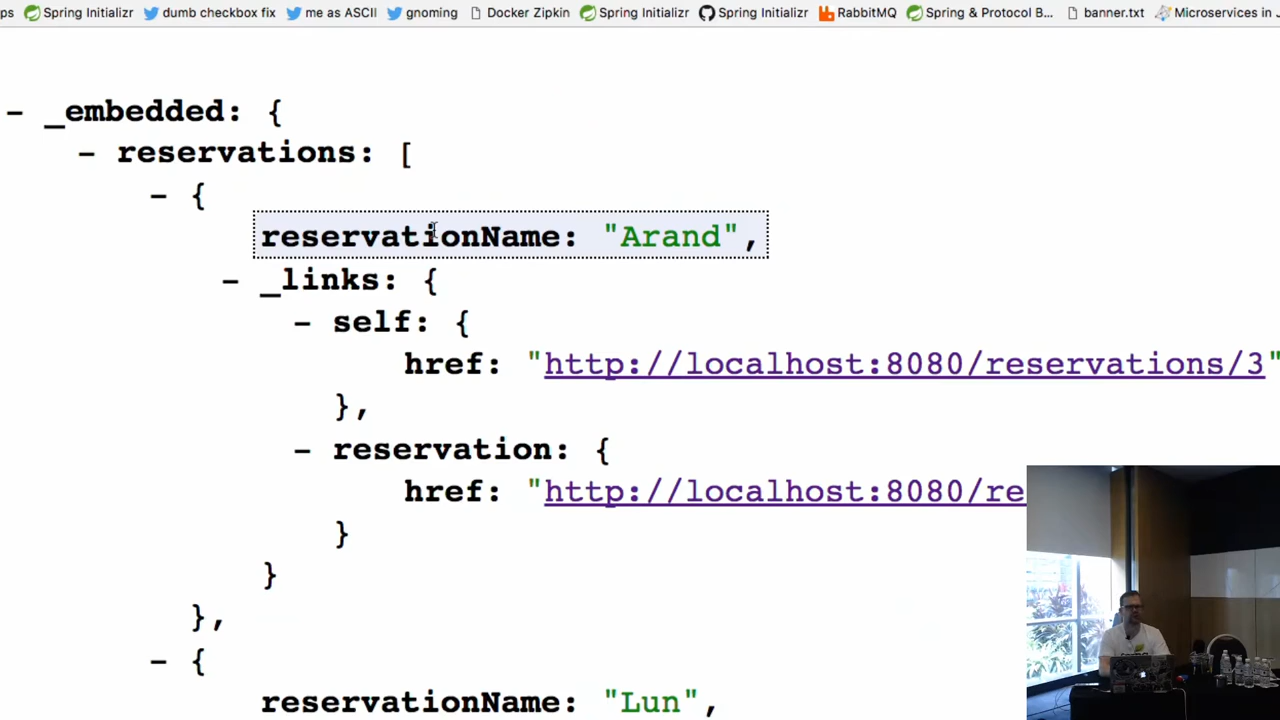 ps Spring Initializr dumb checkbox fix me as ASCII gnoming Docker Zipkin Spring Initializr Spring Initializr RabbitMQ Spring & Protocol B... banner.txt Microservices in
- _embedded: {
- reservations: [
- {
reservationName: "Arand",
- _links: {
- self: {
href: "http://localhost:8080/reservations/3"
},
- reservation: {
href: "http://localhost:8080/re
}
}
},
- {
reservationName: "Lun",